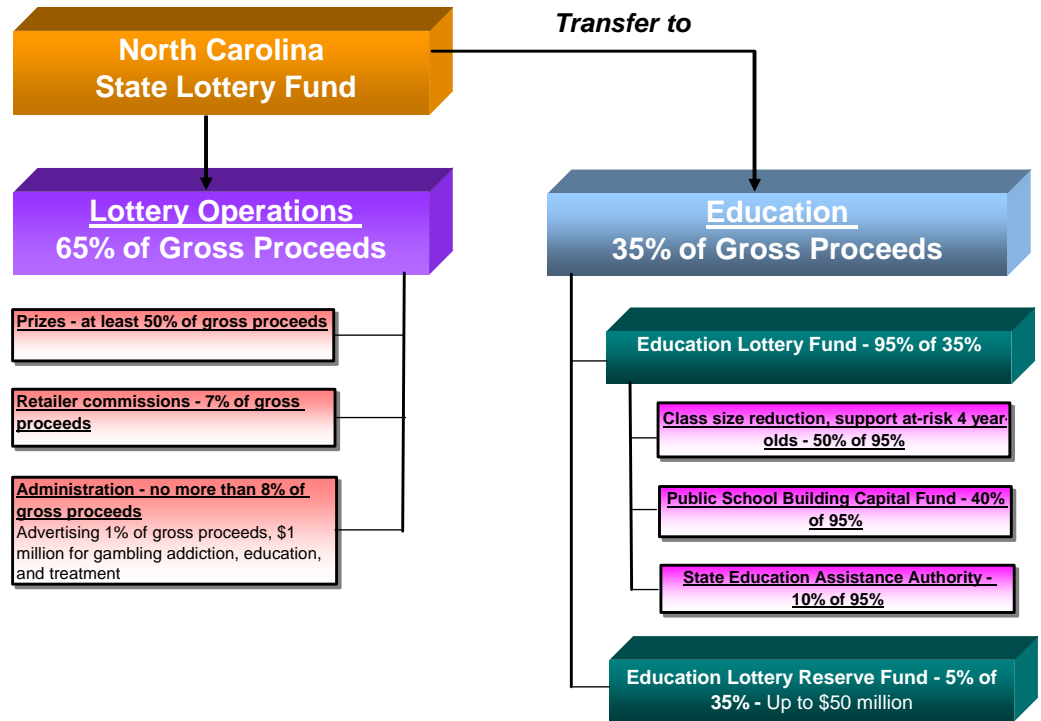 Transfer to
North Carolina
State Lottery Fund
Lottery Operations
65% of Gross Proceeds
Prizes - at least 50% of gross proceeds
Retailer commissions - 7% of gross
proceeds
Administration - no more than 8% of
gross proceeds
Advertising 1% of gross proceeds, $1
million for gambling addiction, education,
and treatment
Education
35% of Gross Proceeds
Education Lottery Fund - 95% of 35%
Class size reduction, support at-risk 4 year-
olds - 50% of 95%
Public School Building Capital Fund - 40%
of 95%
State Education Assistance Authority -
10% of 95%
Education Lottery Reserve Fund - 5% of
35% - Up to $50 million